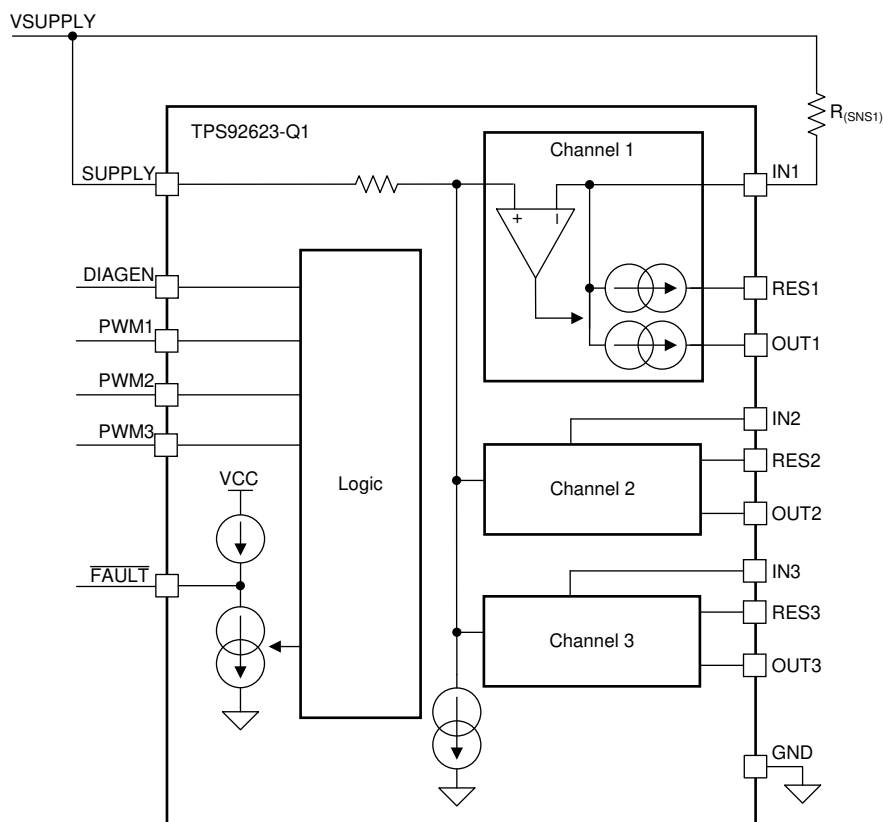 VSUPPLY
R(SNS1)
TPS92623-Q1
Channel 1
SUPPLY
IN1
+
–
DIAGEN
RES1
PWM1
OUT1
PWM2
IN2
PWM3
RES2
VCC
Logic
Channel 2
OUT2
IN3
FAULT
RES3
Channel 3
OUT3
GND